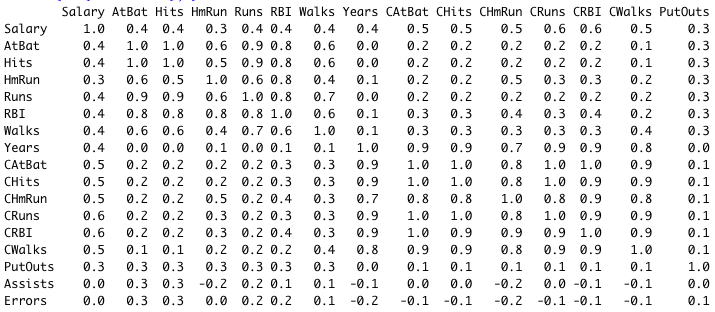 Salary AtBat Hits HmRun Runs RBI Walks Years CAtBat CHits CHmRun CRuns CRBI CWalks PutOuts
Salary 1.0 0.4 0.4 0.3 0.4 0.4 0.4 0.4 0.5 0.5 0.5 0.6 0.6 0.5 0.3
AtBat 0.4 1.0 1.0 0.6 0.9 0.8 0.6 0.0 0.2 0.2 0.2 0.2 0.2 0.1 0.3
Hits 0.4 1.0 1.0 0.5 0.9 0.8 0.6 0.0 0.2 0.2 0.2 0.2 0.2 0.1 0.3
HmRun 0.3 0.6 0.5 1.0 0.6 0.8 0.4 0.1 0.2 0.2 0.5 0.3 0.3 0.2 0.3
Runs 0.4 0.9 0.9 0.6 1.0 0.8 0.7 0.0 0.2 0.2 0.2 0.2 0.2 0.2 0.3
RBI 0.4 0.8 0.8 0.8 0.8 1.0 0.6 0.1 0.3 0.3 0.4 0.3 0.4 0.2 0.3
Walks 0.4 0.6 0.6 0.4 0.7 0.6 1.0 0.1 0.3 0.3 0.3 0.3 0.3 0.4 0.3
Years 0.4 0.0 0.0 0.1 0.0 0.1 0.1 1.0 0.9 0.9 0.7 0.9 0.9 0.8 0.0
CAtBat 0.5 0.2 0.2 0.2 0.2 0.3 0.3 0.9 1.0 1.0 0.8 1.0 1.0 0.9 0.1
CHits 0.5 0.2 0.2 0.2 0.2 0.3 0.3 0.9 1.0 1.0 0.8 1.0 0.9 0.9 0.1
CHmRun 0.5 0.2 0.2 0.5 0.2 0.4 0.3 0.7 0.8 0.8 1.0 0.8 0.9 0.8 0.1
CRuns 0.6 0.2 0.2 0.3 0.2 0.3 0.3 0.9 1.0 1.0 0.8 1.0 0.9 0.9 0.1
CRBI 0.6 0.2 0.2 0.3 0.2 0.4 0.3 0.9 1.0 0.9 0.9 0.9 1.0 0.9 0.1
CWalks 0.5 0.1 0.1 0.2 0.2 0.2 0.4 0.8 0.9 0.9 0.8 0.9 0.9 1.0 0.1
PutOuts 0.3 0.3 0.3 0.3 0.3 0.3 0.3 0.0 0.1 0.1 0.1 0.1 0.1 0.1 1.0
Assists 0.0 0.3 0.3 -0.2 0.2 0.1 0.1 -0.1 0.0 0.0 -0.2 0.0 -0.1 -0.1 0.0
Errors 0.0 0.3 0.3 0.0 0.2 0.2 0.1 -0.2 -0.1 -0.1 -0.2 -0.1 -0.1 -0.1 0.1